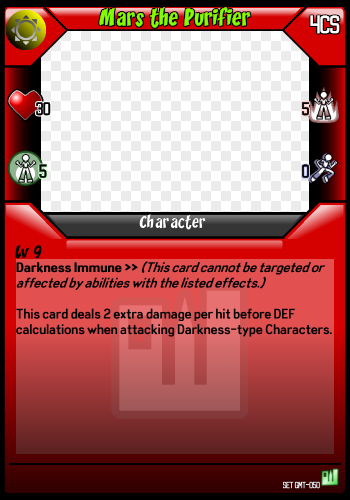 Mars the Purifier
4CS
20
5
5
0
Character
Lv 9
Darkness Immune >> (This card cannot be targeted or
affected by abilities with the listed effects.)
This card deals 2 extra damage per hit before DEF
calculations when attacking Darkness-type Characters.
SET GMT-050